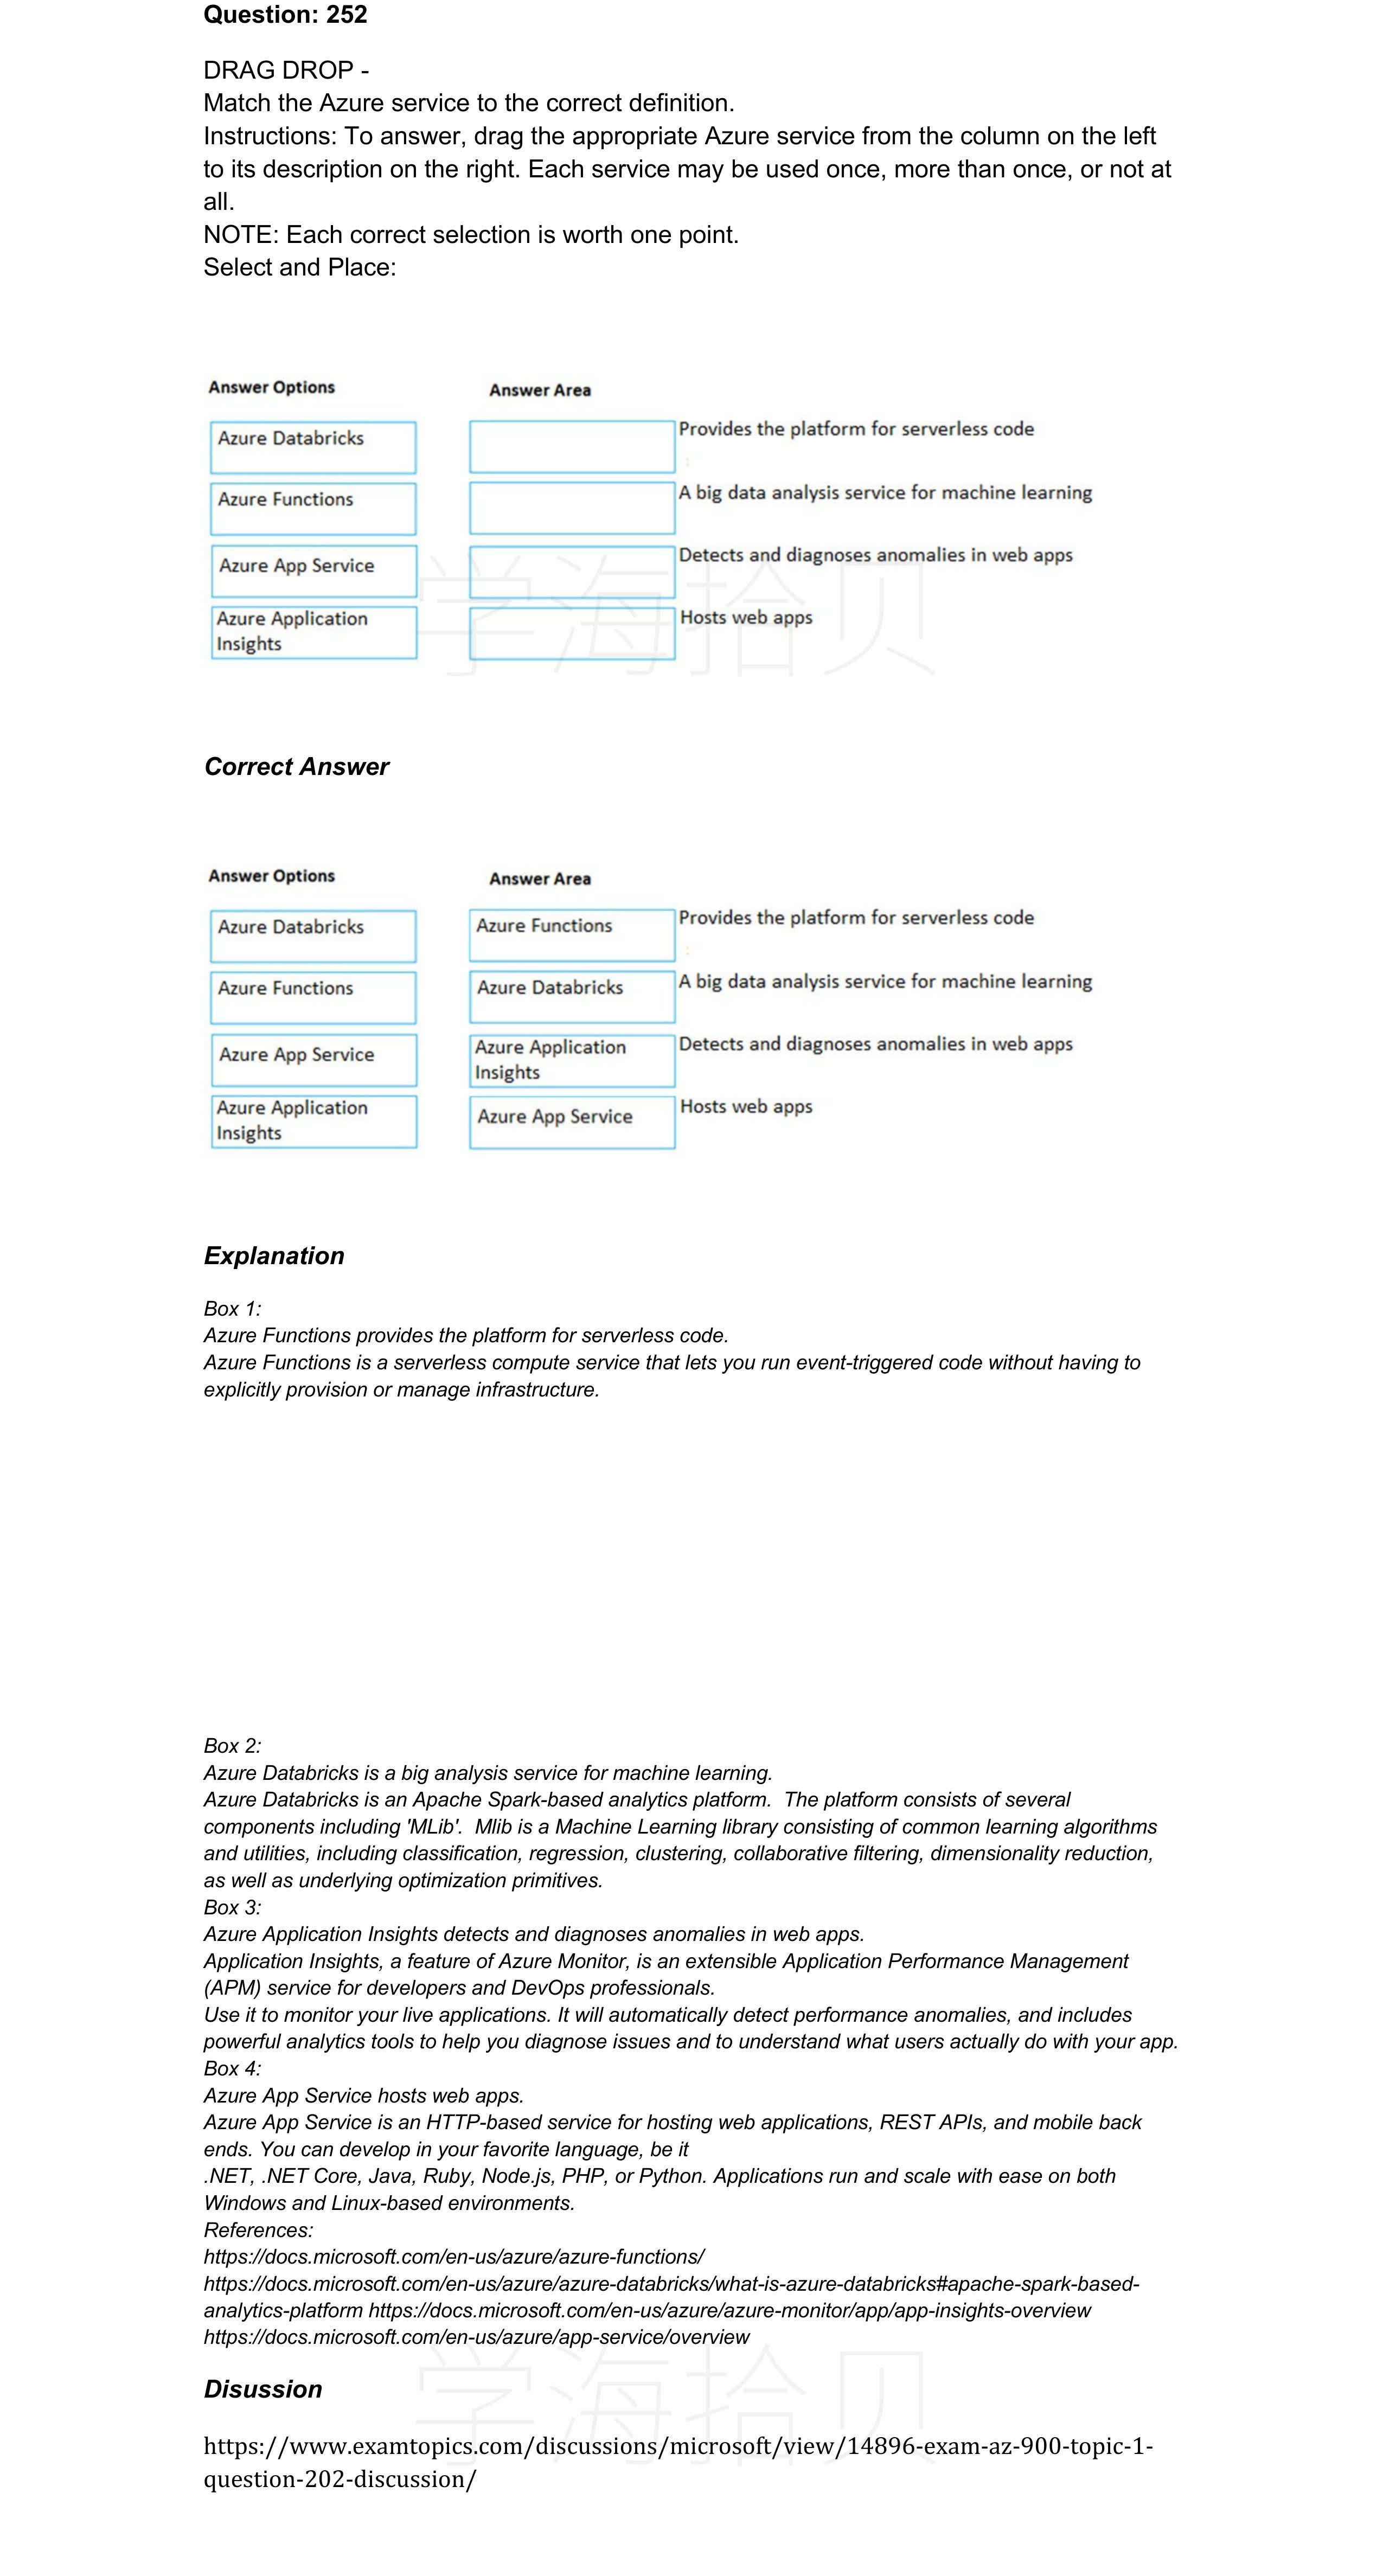 Question: 252
DRAG DROP -
Match the Azure service to the correct definition.
Instructions: To answer, drag the appropriate Azure service from the column on the left
to its description on the right. Each service may be used once, more than once, or not at
all.
NOTE: Each correct selection is worth one point.
Select and Place:
Answer Options
Answer Area
Azure Databricks
Provides the platform for serverless code
Azure Functions
A big data analysis service for machine learning
Azure App Service
Detects and diagnoses anomalies in web apps
Azure Application
Insights
Hosts web apps
学海拾贝
Correct Answer
Answer Options
Answer Area
Azure Databricks
Azure Functions
Provides the platform for serverless code
Azure Functions
Azure Databricks
A big data analysis service for machine learning
Azure App Service
Azure Application
Insights
Detects and diagnoses anomalies in web apps
Azure Application
Insights
Azure App Service
Hosts web apps
Explanation
Box 1:
Azure Functions provides the platform for serverless code.
Azure Functions is a serverless compute service that lets you run event-triggered code without having to
explicitly provision or manage infrastructure.
Box 2:
Azure Databricks is a big analysis service for machine learning.
Azure Databricks is an Apache Spark-based analytics platform.  The platform consists of several
components including 'MLib'.  Mlib is a Machine Learning library consisting of common learning algorithms
and utilities, including classification, regression, clustering, collaborative filtering, dimensionality reduction,
as well as underlying optimization primitives.
Box 3:
Azure Application Insights detects and diagnoses anomalies in web apps.
Application Insights, a feature of Azure Monitor, is an extensible Application Performance Management
(APM) service for developers and DevOps professionals.
Use it to monitor your live applications. It will automatically detect performance anomalies, and includes
powerful analytics tools to help you diagnose issues and to understand what users actually do with your app.
Box 4:
Azure App Service hosts web apps.
Azure App Service is an HTTP-based service for hosting web applications, REST APIs, and mobile back
ends. You can develop in your favorite language, be it
.NET, .NET Core, Java, Ruby, Node.js, PHP, or Python. Applications run and scale with ease on both
Windows and Linux-based environments.
References:
https://docs.microsoft.com/en-us/azure/azure-functions/
https://docs.microsoft.com/en-us/azure/azure-databricks/what-is-azure-databricks#apache-spark-based-
analytics-platform https://docs.microsoft.com/en-us/azure/azure-monitor/app/app-insights-overview
https://docs.microsoft.com/en-us/azure/app-service/overview
学海拾贝
Disussion
https://www.examtopics.com/discussions/microsoft/view/14896-exam-az-900-topic-1-
question-202-discussion/